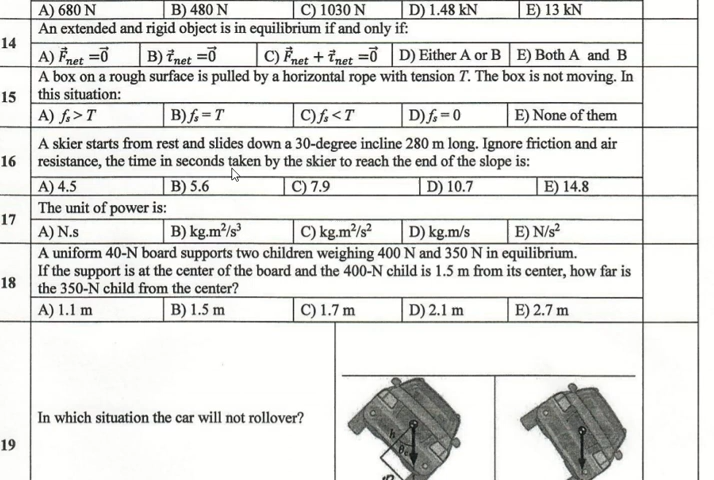 A) 680 N B) 480 N C) 1030 N D) 1.48 kN E) 13 kN
14
An extended and rigid object is in equilibrium if and only if:
A) F⃗net =0⃗ B) τ⃗net =0⃗ C) F⃗net + τ⃗net =0⃗ D) Either A or B E) Both A and B
15
A box on a rough surface is pulled by a horizontal rope with tension T. The box is not moving. In
this situation:
A) fs > T B) fs = T C) fs < T D) fs = 0 E) None of them
16
A skier starts from rest and slides down a 30-degree incline 280 m long. Ignore friction and air
resistance, the time in seconds taken by the skier to reach the end of the slope is:
A) 4.5 B) 5.6 C) 7.9 D) 10.7 E) 14.8
17
The unit of power is:
A) N.s B) kg.m²/s³ C) kg.m²/s² D) kg.m/s E) N/s²
18
A uniform 40-N board supports two children weighing 400 N and 350 N in equilibrium.
If the support is at the center of the board and the 400-N child is 1.5 m from its center, how far is
the 350-N child from the center?
A) 1.1 m B) 1.5 m C) 1.7 m D) 2.1 m E) 2.7 m
19
In which situation the car will not rollover?
h